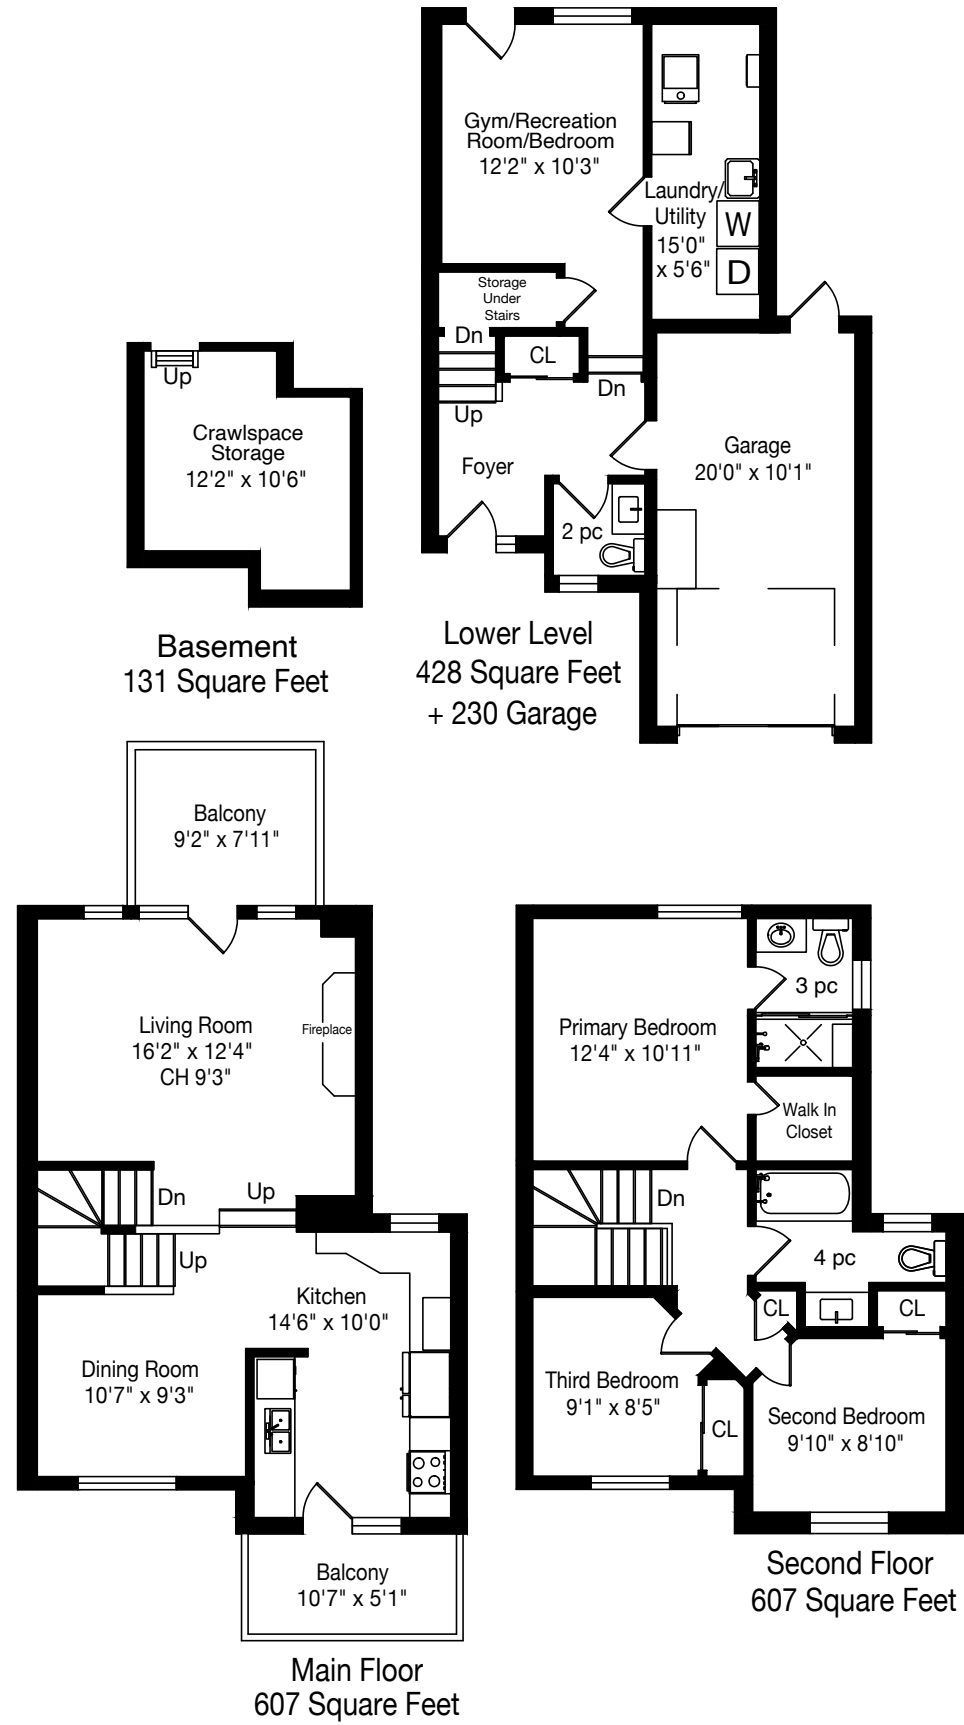 Gym/Recreation
Room/Bedroom
12'2" x 10'3"
Laundry/
Utility
15'0"
x 5'6"
W
D
Storage
Under
Stairs
Dn
CL
Dn
Up
Foyer
2 pc
Garage
20'0" x 10'1"
Lower Level
428 Square Feet
+ 230 Garage
Up
Crawlspace
Storage
12'2" x 10'6"
Basement
131 Square Feet
Balcony
9'2" x 7'11"
Living Room
16'2" x 12'4"
CH 9'3"
Fireplace
Dn
Up
Up
Kitchen
14'6" x 10'0"
Dining Room
10'7" x 9'3"
Balcony
10'7" x 5'1"
Main Floor
607 Square Feet
Primary Bedroom
12'4" x 10'11"
3 pc
Walk In
Closet
Dn
4 pc
CL
CL
Third Bedroom
9'1" x 8'5"
CL
Second Bedroom
9'10" x 8'10"
Second Floor
607 Square Feet